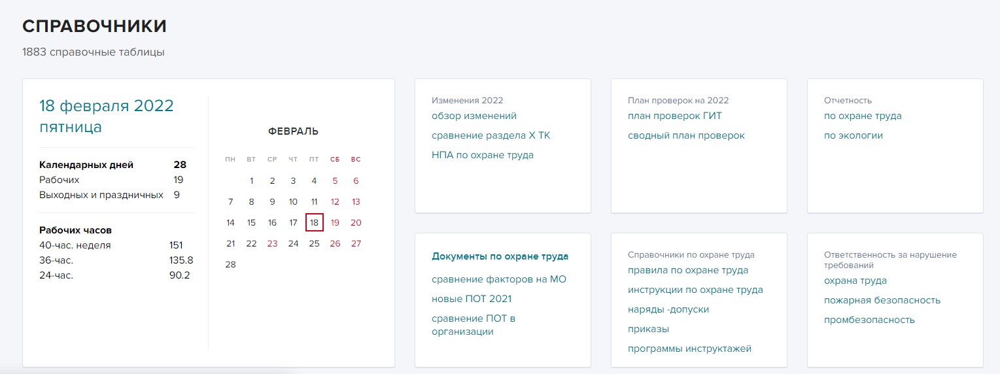 СПРАВОЧНИКИ
1883 справочные таблицы
18 февраля 2022
пятница
Календарных дней 28
Рабочих 19
Выходных и праздничных 9
Рабочих часов
40-час. неделя 151
36-час. 135.8
24-час. 90.2
ФЕВРАЛЬ
ПН ВТ СР ЧТ ПТ СБ ВС
1 2 3 4 5 6
7 8 9 10 11 12 13
14 15 16 17 18 19 20
21 22 23 24 25 26 27
28
Изменения 2022
обзор изменений
сравнение раздела X ТК
НПА по охране труда
План проверок на 2022
план проверок ГИТ
сводный план проверок
Отчетность
по охране труда
по экологии
Документы по охране труда
сравнение факторов на МО
новые ПОТ 2021
сравнение ПОТ в
организации
Справочники по охране труда
правила по охране труда
инструкции по охране труда
наряды -допуски
приказы
программы инструктажей
Ответственность за нарушение
требований
охрана труда
пожарная безопасность
промбезопасность